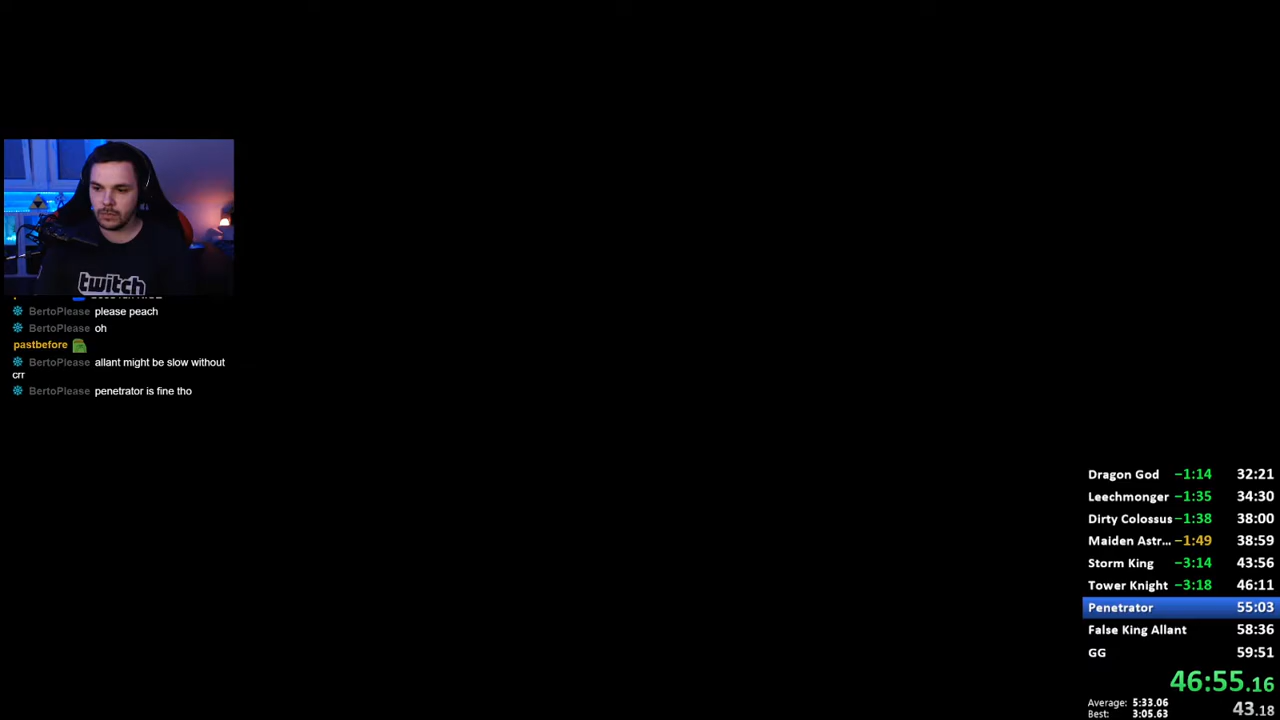 twitch
BertoPlease please peach
BertoPlease oh
pastbefore
BertoPlease allant might be slow without
crr
BertoPlease penetrator is fine tho
Dragon God −1:14 32:21
Leechmonger −1:35 34:30
Dirty Colossus −1:38 38:00
Maiden Astr... −1:49 38:59
Storm King −3:14 43:56
Tower Knight −3:18 46:11
Penetrator 55:03
False King Allant 58:36
GG 59:51
46:55.16
Average: 5:33.06
Best: 3:05.63 43.18